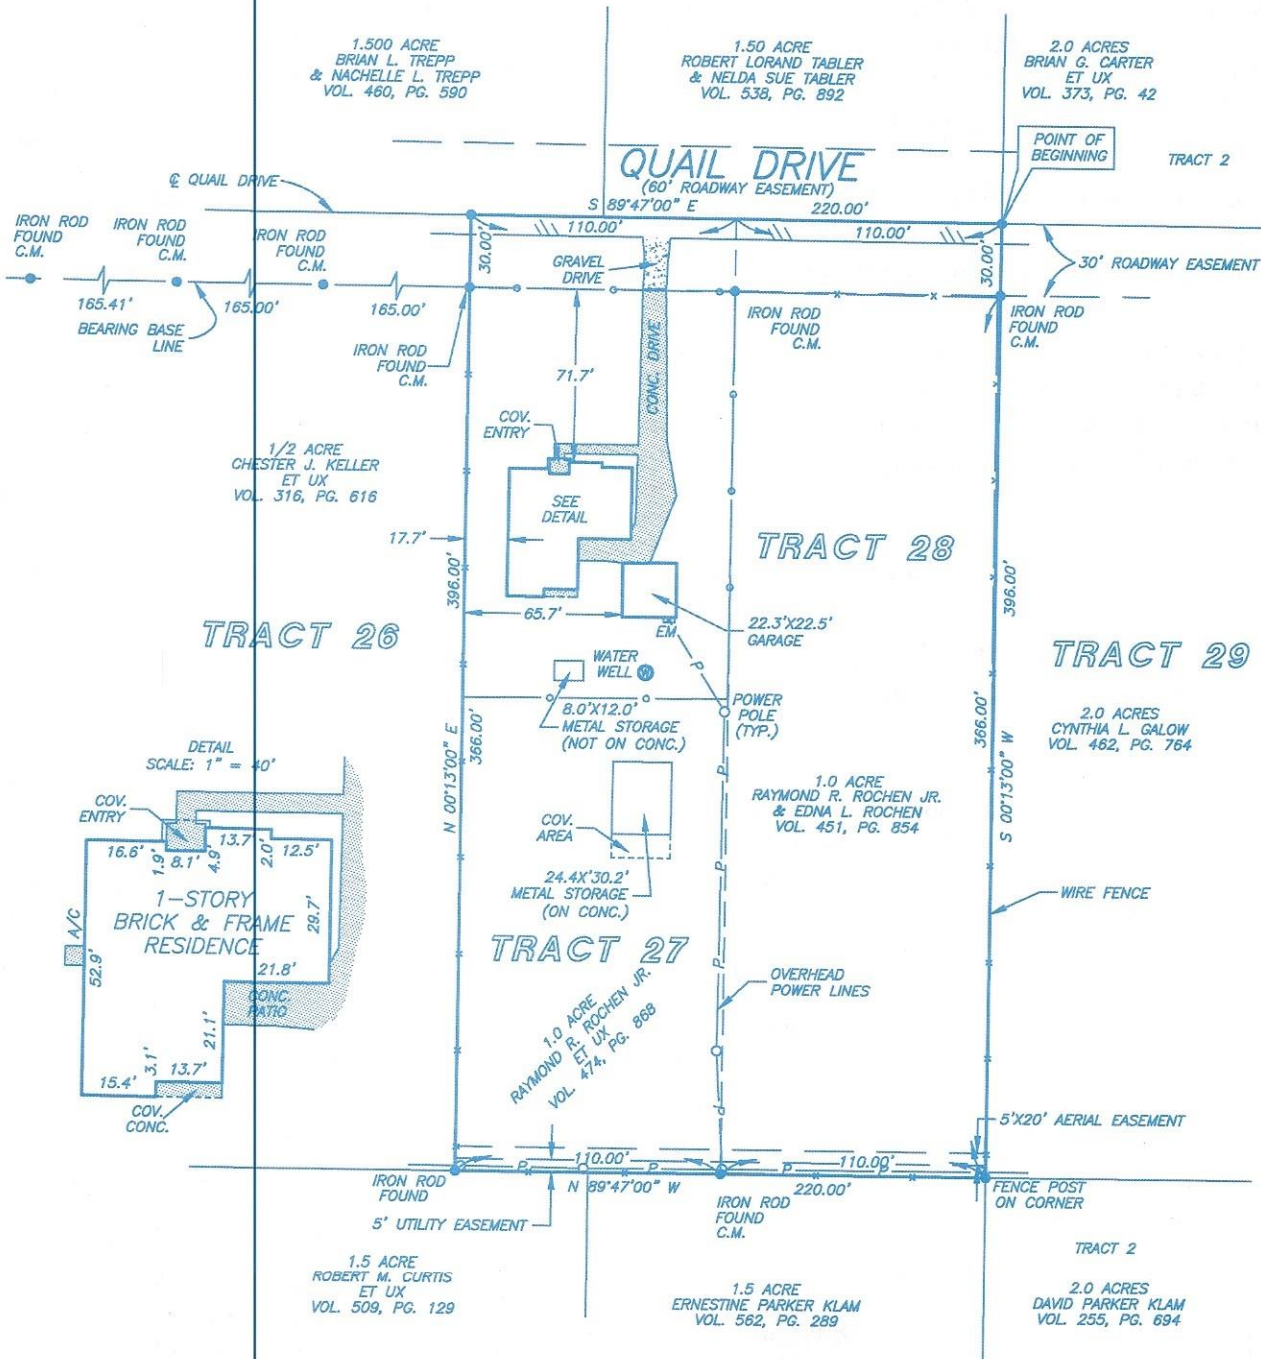 1.500 ACRE
BRIAN L. TREPP
& NACHELLE L. TREPP
VOL. 460, PG. 590
1.50 ACRE
ROBERT LORAND TABLER
& NELDA SUE TABLER
VOL. 538, PG. 892
2.0 ACRES
BRIAN G. CARTER
ET UX
VOL. 373, PG. 42
POINT OF
BEGINNING
TRACT 2
QUAIL DRIVE
(60' ROADWAY EASEMENT)
S 89°47'00" E
220.00'
℄ QUAIL DRIVE
IRON ROD
FOUND
C.M.
IRON ROD
FOUND
C.M.
IRON ROD
FOUND
C.M.
30.00'
110.00'
110.00'
30.00'
30' ROADWAY EASEMENT
GRAVEL
DRIVE
165.41'
165.00'
165.00'
BEARING BASE
LINE
IRON ROD
FOUND
C.M.
IRON ROD
FOUND
C.M.
IRON ROD
FOUND
C.M.
CONC. DRIVE
71.7'
COV.
ENTRY
1/2 ACRE
CHESTER J. KELLER
ET UX
VOL. 316, PG. 616
SEE
DETAIL
17.7'
TRACT 28
396.00'
396.00'
65.7'
EM
22.3'X22.5'
GARAGE
TRACT 26
TRACT 29
WATER
WELL W
P
8.0'X12.0'
METAL STORAGE
(NOT ON CONC.)
POWER
POLE
(TYP.)
2.0 ACRES
CYNTHIA L. GALOW
VOL. 462, PG. 764
N 00°13'00" E
366.00'
366.00'
S 00°13'00" W
DETAIL
SCALE: 1" = 40'
P
1.0 ACRE
RAYMOND R. ROCHEN JR.
& EDNA L. ROCHEN
VOL. 451, PG. 854
COV.
ENTRY
COV.
AREA
P
16.6'
1.9'
8.1'
4.9'
13.7'
2.0'
12.5'
24.4'X30.2'
METAL STORAGE
(ON CONC.)
WIRE FENCE
1-STORY
BRICK & FRAME
RESIDENCE
29.7'
A/C
52.9'
TRACT 27
P
21.8'
CONC.
PATIO
OVERHEAD
POWER LINES
21.1'
1.0 ACRE
RAYMOND R. ROCHEN JR.
ET UX
VOL. 474, PG. 868
3.1'
15.4'
13.7'
COV.
CONC.
P
5'X20' AERIAL EASEMENT
110.00'
110.00'
P
P
P
P
IRON ROD
FOUND
N 89°47'00" W
220.00'
FENCE POST
ON CORNER
5' UTILITY EASEMENT
IRON ROD
FOUND
C.M.
TRACT 2
1.5 ACRE
ROBERT M. CURTIS
ET UX
VOL. 509, PG. 129
1.5 ACRE
ERNESTINE PARKER KLAM
VOL. 562, PG. 289
2.0 ACRES
DAVID PARKER KLAM
VOL. 255, PG. 694